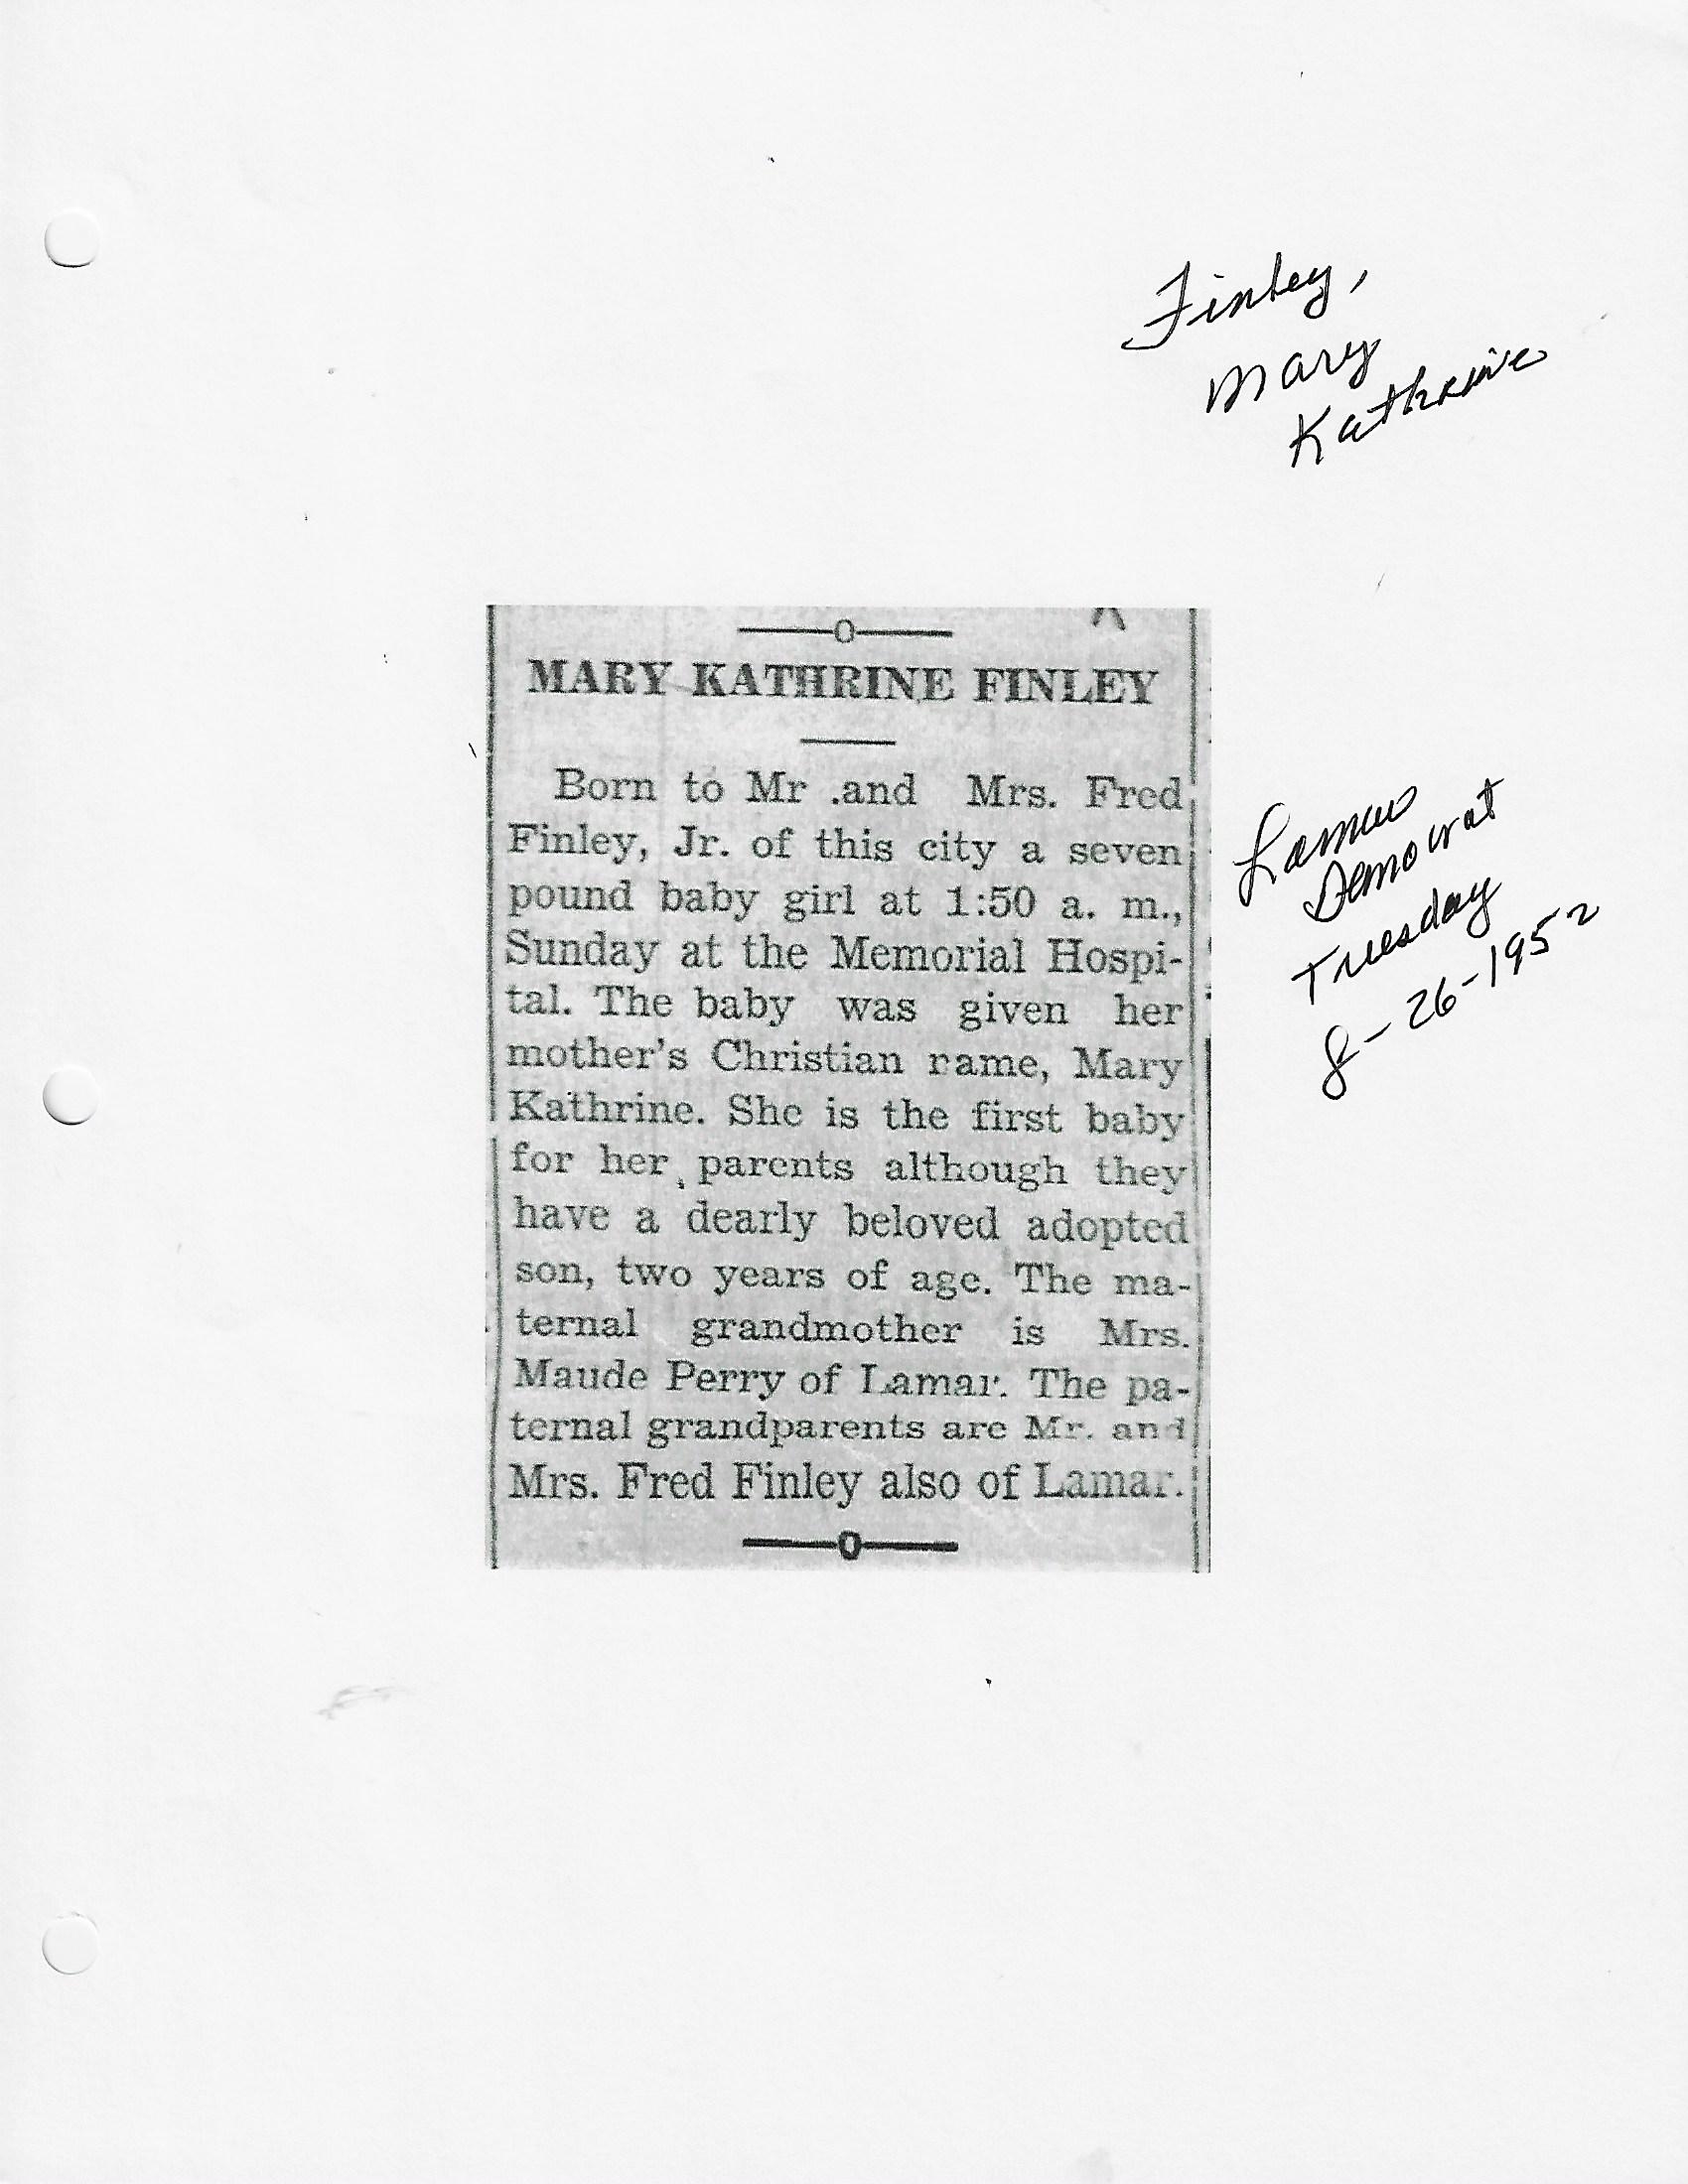 Finley,
Mary
Kathrine
MARY KATHRINE FINLEY
Born to Mr .and Mrs. Fred
Finley, Jr. of this city a seven
pound baby girl at 1:50 a. m.,
Sunday at the Memorial Hospi-
tal. The baby was given her
mother's Christian rame, Mary
Kathrine. She is the first baby
for her parents although they
have a dearly beloved adopted
son, two years of age. The ma-
ternal grandmother is Mrs.
Maude Perry of Lamar. The pa-
ternal grandparents are Mr. and
Mrs. Fred Finley also of Lamar.
Lamar
Democrat
Tuesday
8-26-1952